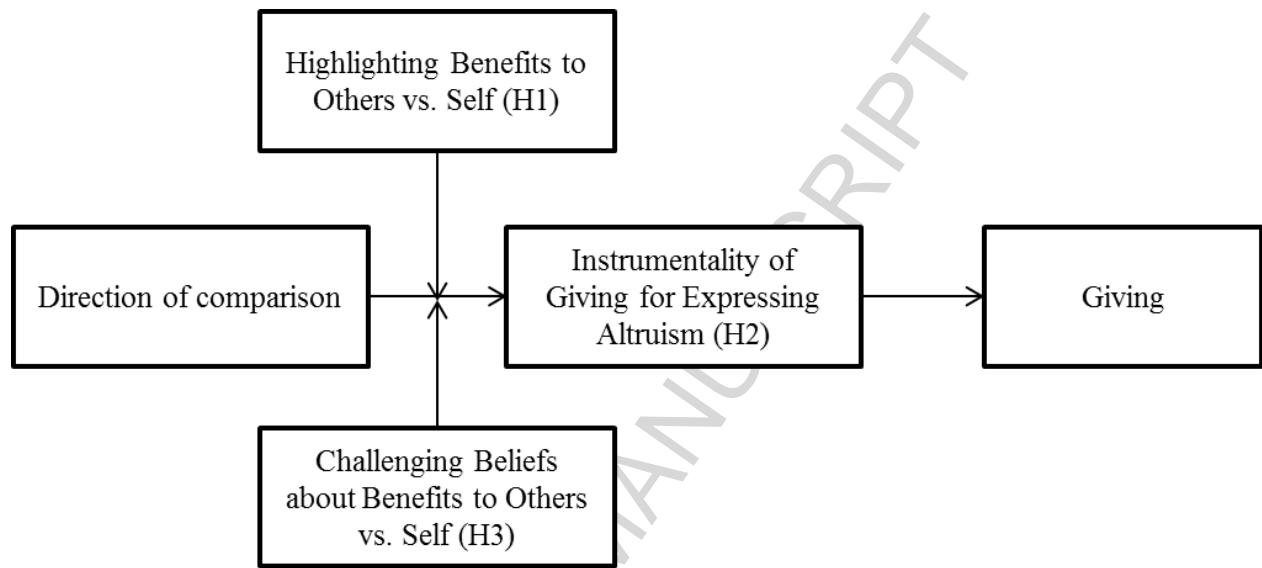 Highlighting Benefits to
Others vs. Self (H1)
Direction of comparison
Instrumentality of
Giving for Expressing
Altruism (H2)
Giving
Challenging Beliefs
about Benefits to Others
vs. Self (H3)
MANUSCRIPT